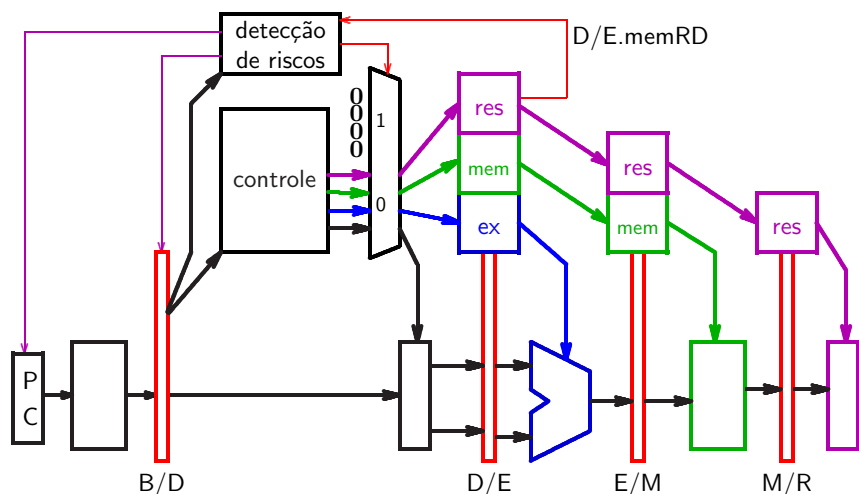 detecção
de riscos
D/E.memRD
0
0
0
0
1
0
controle
res
mem
ex
res
mem
res
P
C
B/D
D/E
E/M
M/R